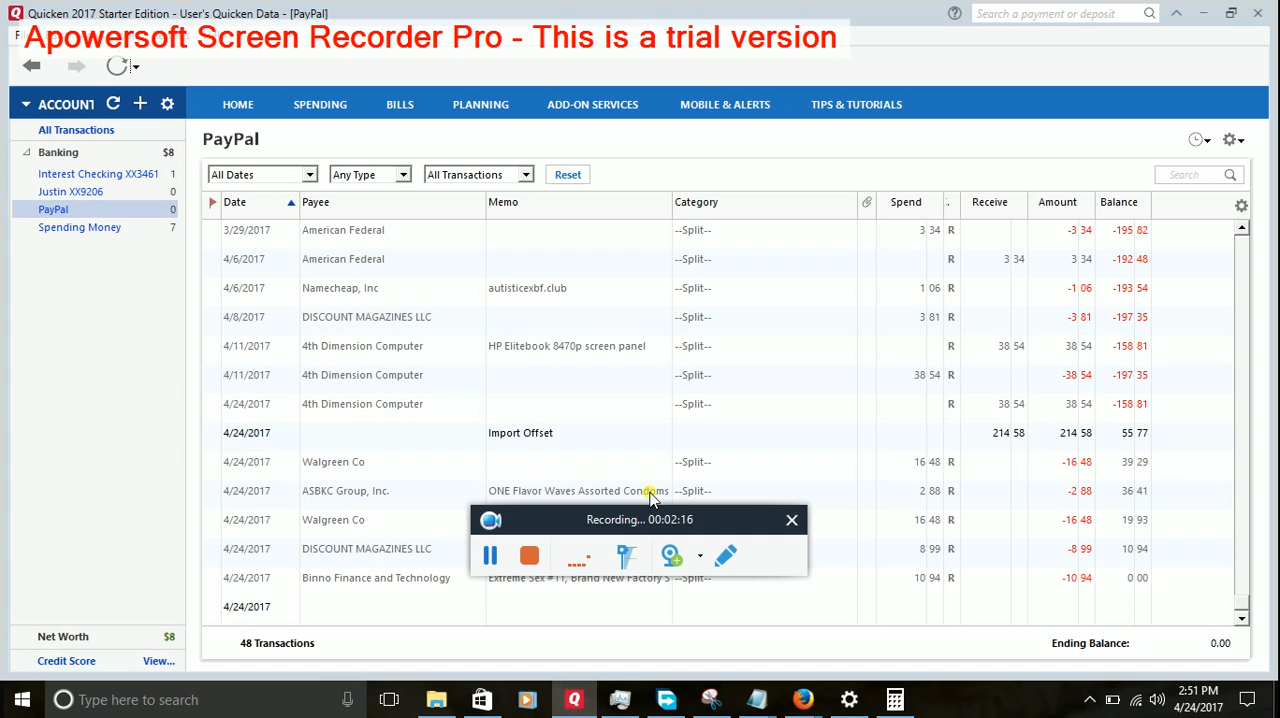 Quicken 2017 Starter Edition - User's Quicken Data - [PayPal]
Search a payment or deposit
Apowersoft Screen Recorder Pro - This is a trial version
ACCOUNT
HOME SPENDING BILLS PLANNING ADD-ON SERVICES MOBILE & ALERTS TIPS & TUTORIALS
All Transactions
Banking $8
Interest Checking XX3461 1
Justin XX9206 0
PayPal 0
Spending Money 7
PayPal
All Dates Any Type All Transactions Reset Search
Date Payee Memo Category Spend . Receive Amount Balance
3/29/2017 American Federal --Split-- 3 34 R -3 34 -195 82
4/6/2017 American Federal --Split-- R 3 34 3 34 -192 48
4/6/2017 Namecheap, Inc autisticexbf.club --Split-- 1 06 R -1 06 -193 54
4/8/2017 DISCOUNT MAGAZINES LLC --Split-- 3 81 R -3 81 -197 35
4/11/2017 4th Dimension Computer HP Elitebook 8470p screen panel --Split-- R 38 54 38 54 -158 81
4/11/2017 4th Dimension Computer --Split-- 38 54 R -38 54 -197 35
4/24/2017 4th Dimension Computer --Split-- R 38 54 38 54 -158 81
4/24/2017 Import Offset 214 58 214 58 55 77
4/24/2017 Walgreen Co --Split-- 16 48 R -16 48 39 29
4/24/2017 ASBKC Group, Inc. ONE Flavor Waves Assorted Condoms --Split-- 2 88 R -2 88 36 41
4/24/2017 Walgreen Co 16 48 R -16 48 19 93
4/24/2017 DISCOUNT MAGAZINES LLC 8 99 R -8 99 10 94
4/24/2017 Binno Finance and Technology Extreme Sex #11, Brand New Factory S --Split-- 10 94 R -10 94 0 00
4/24/2017
Recording... 00:02:16
48 Transactions Ending Balance: 0.00
Net Worth $8
Credit Score View...
Type here to search
2:51 PM
4/24/2017